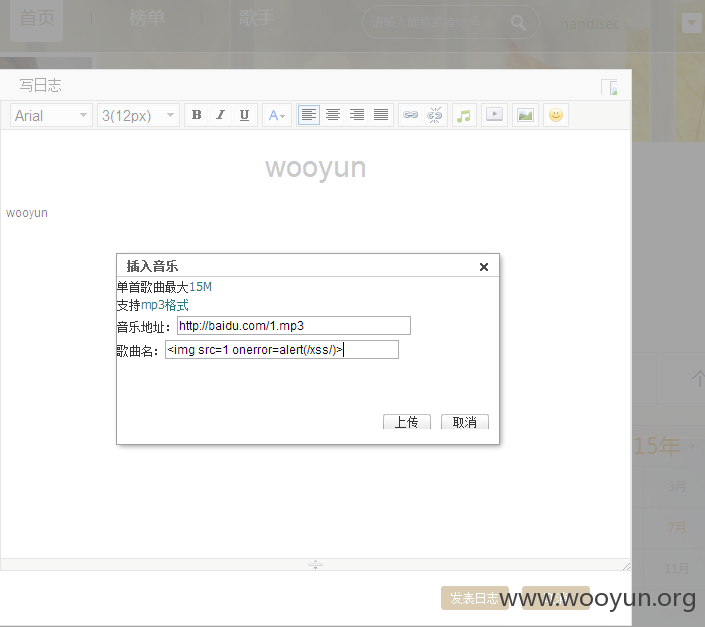 首页 榜单 歌手 nandisec
写日志
Arial 3(12px) B I U A
wooyun
wooyun
插入音乐
单首歌曲最大15M
支持mp3格式
音乐地址：http://baidu.com/1.mp3
歌曲名：<img src=1 onerror=alert(/xss/)>
上传 取消
个
15年
2月
7月
11月
发表日志
www.wooyun.org